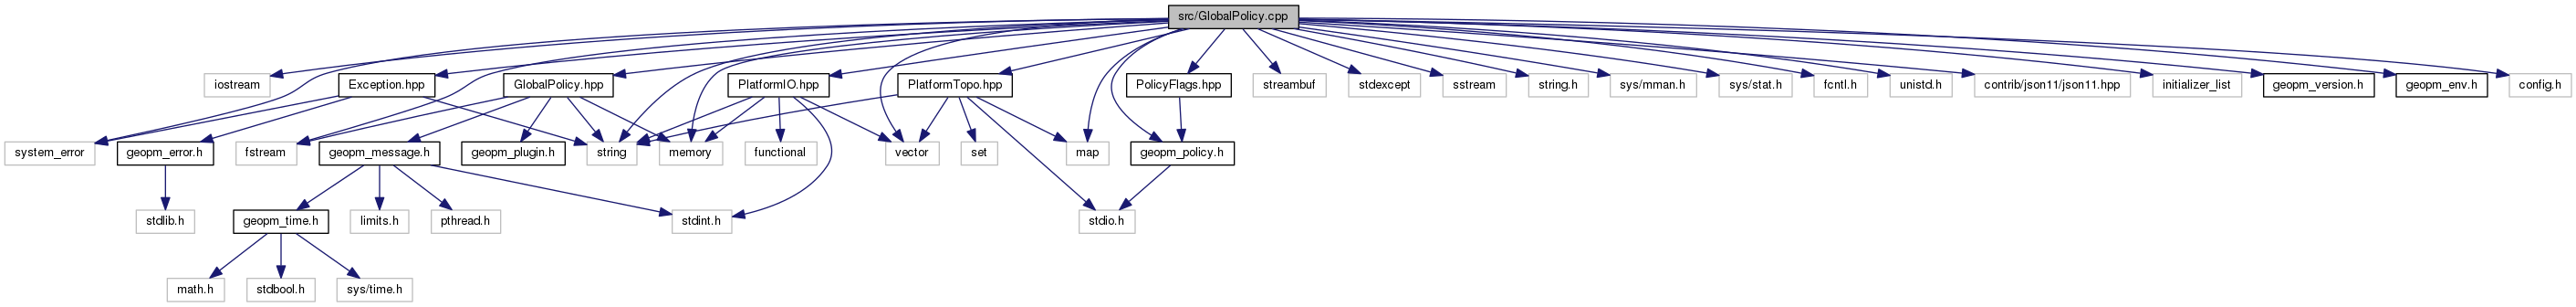 src/GlobalPolicy.cpp
iostream
Exception.hpp
GlobalPolicy.hpp
PlatformIO.hpp
PlatformTopo.hpp
PolicyFlags.hpp
streambuf
stdexcept
sstream
string.h
sys/mman.h
sys/stat.h
fcntl.h
unistd.h
contrib/json11/json11.hpp
initializer_list
geopm_version.h
geopm_env.h
config.h
system_error
geopm_error.h
fstream
geopm_message.h
geopm_plugin.h
string
memory
functional
vector
set
map
geopm_policy.h
stdlib.h
geopm_time.h
limits.h
pthread.h
stdint.h
stdio.h
math.h
stdbool.h
sys/time.h